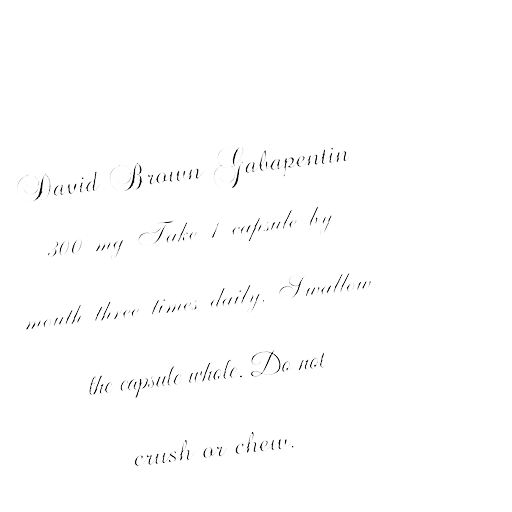 David Brown Gabapentin
300 mg Take 1 capsule by
mouth three times daily. Swallow
the capsule whole. Do not
crush or chew.